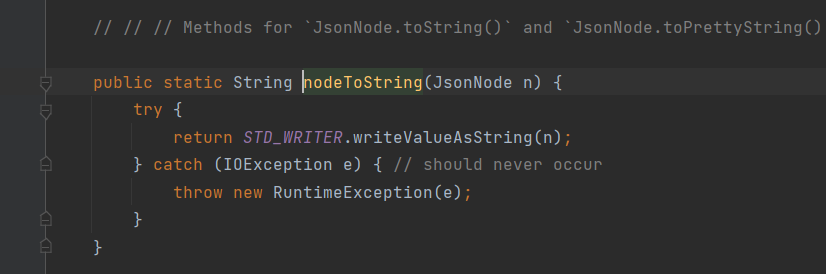 // // // Methods for `JsonNode.toString()` and `JsonNode.toPrettyString()
public static String nodeToString(JsonNode n) {
try {
return STD_WRITER.writeValueAsString(n);
} catch (IOException e) { // should never occur
throw new RuntimeException(e);
}
}